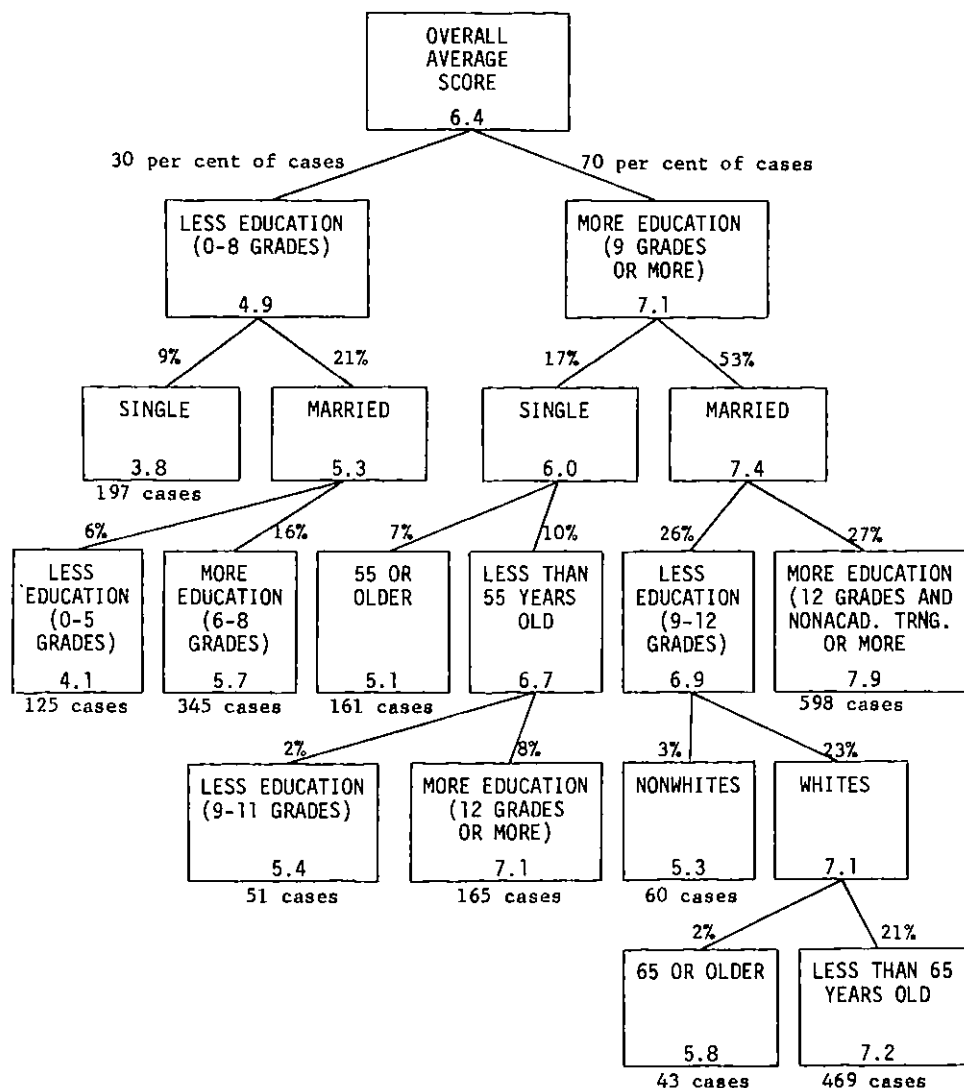 OVERALL
AVERAGE
SCORE
6.4
30 per cent of cases
70 per cent of cases
LESS EDUCATION
(0-8 GRADES)
4.9
MORE EDUCATION
(9 GRADES
OR MORE)
7.1
9%
21%
17%
53%
SINGLE
3.8
197 cases
MARRIED
5.3
SINGLE
6.0
MARRIED
7.4
6%
16%
7%
10%
26%
27%
LESS
EDUCATION
(0-5
GRADES)
4.1
125 cases
MORE
EDUCATION
(6-8
GRADES)
5.7
345 cases
55 OR
OLDER
5.1
161 cases
LESS THAN
55 YEARS
OLD
6.7
LESS
EDUCATION
(9-12
GRADES)
6.9
MORE EDUCATION
(12 GRADES AND
NONACAD. TRNG.
OR MORE
7.9
598 cases
2%
8%
3%
23%
LESS EDUCATION
(9-11 GRADES)
5.4
51 cases
MORE EDUCATION
(12 GRADES
OR MORE)
7.1
165 cases
NONWHITES
5.3
60 cases
WHITES
7.1
2%
21%
65 OR OLDER
5.8
43 cases
LESS THAN 65
YEARS OLD
7.2
469 cases